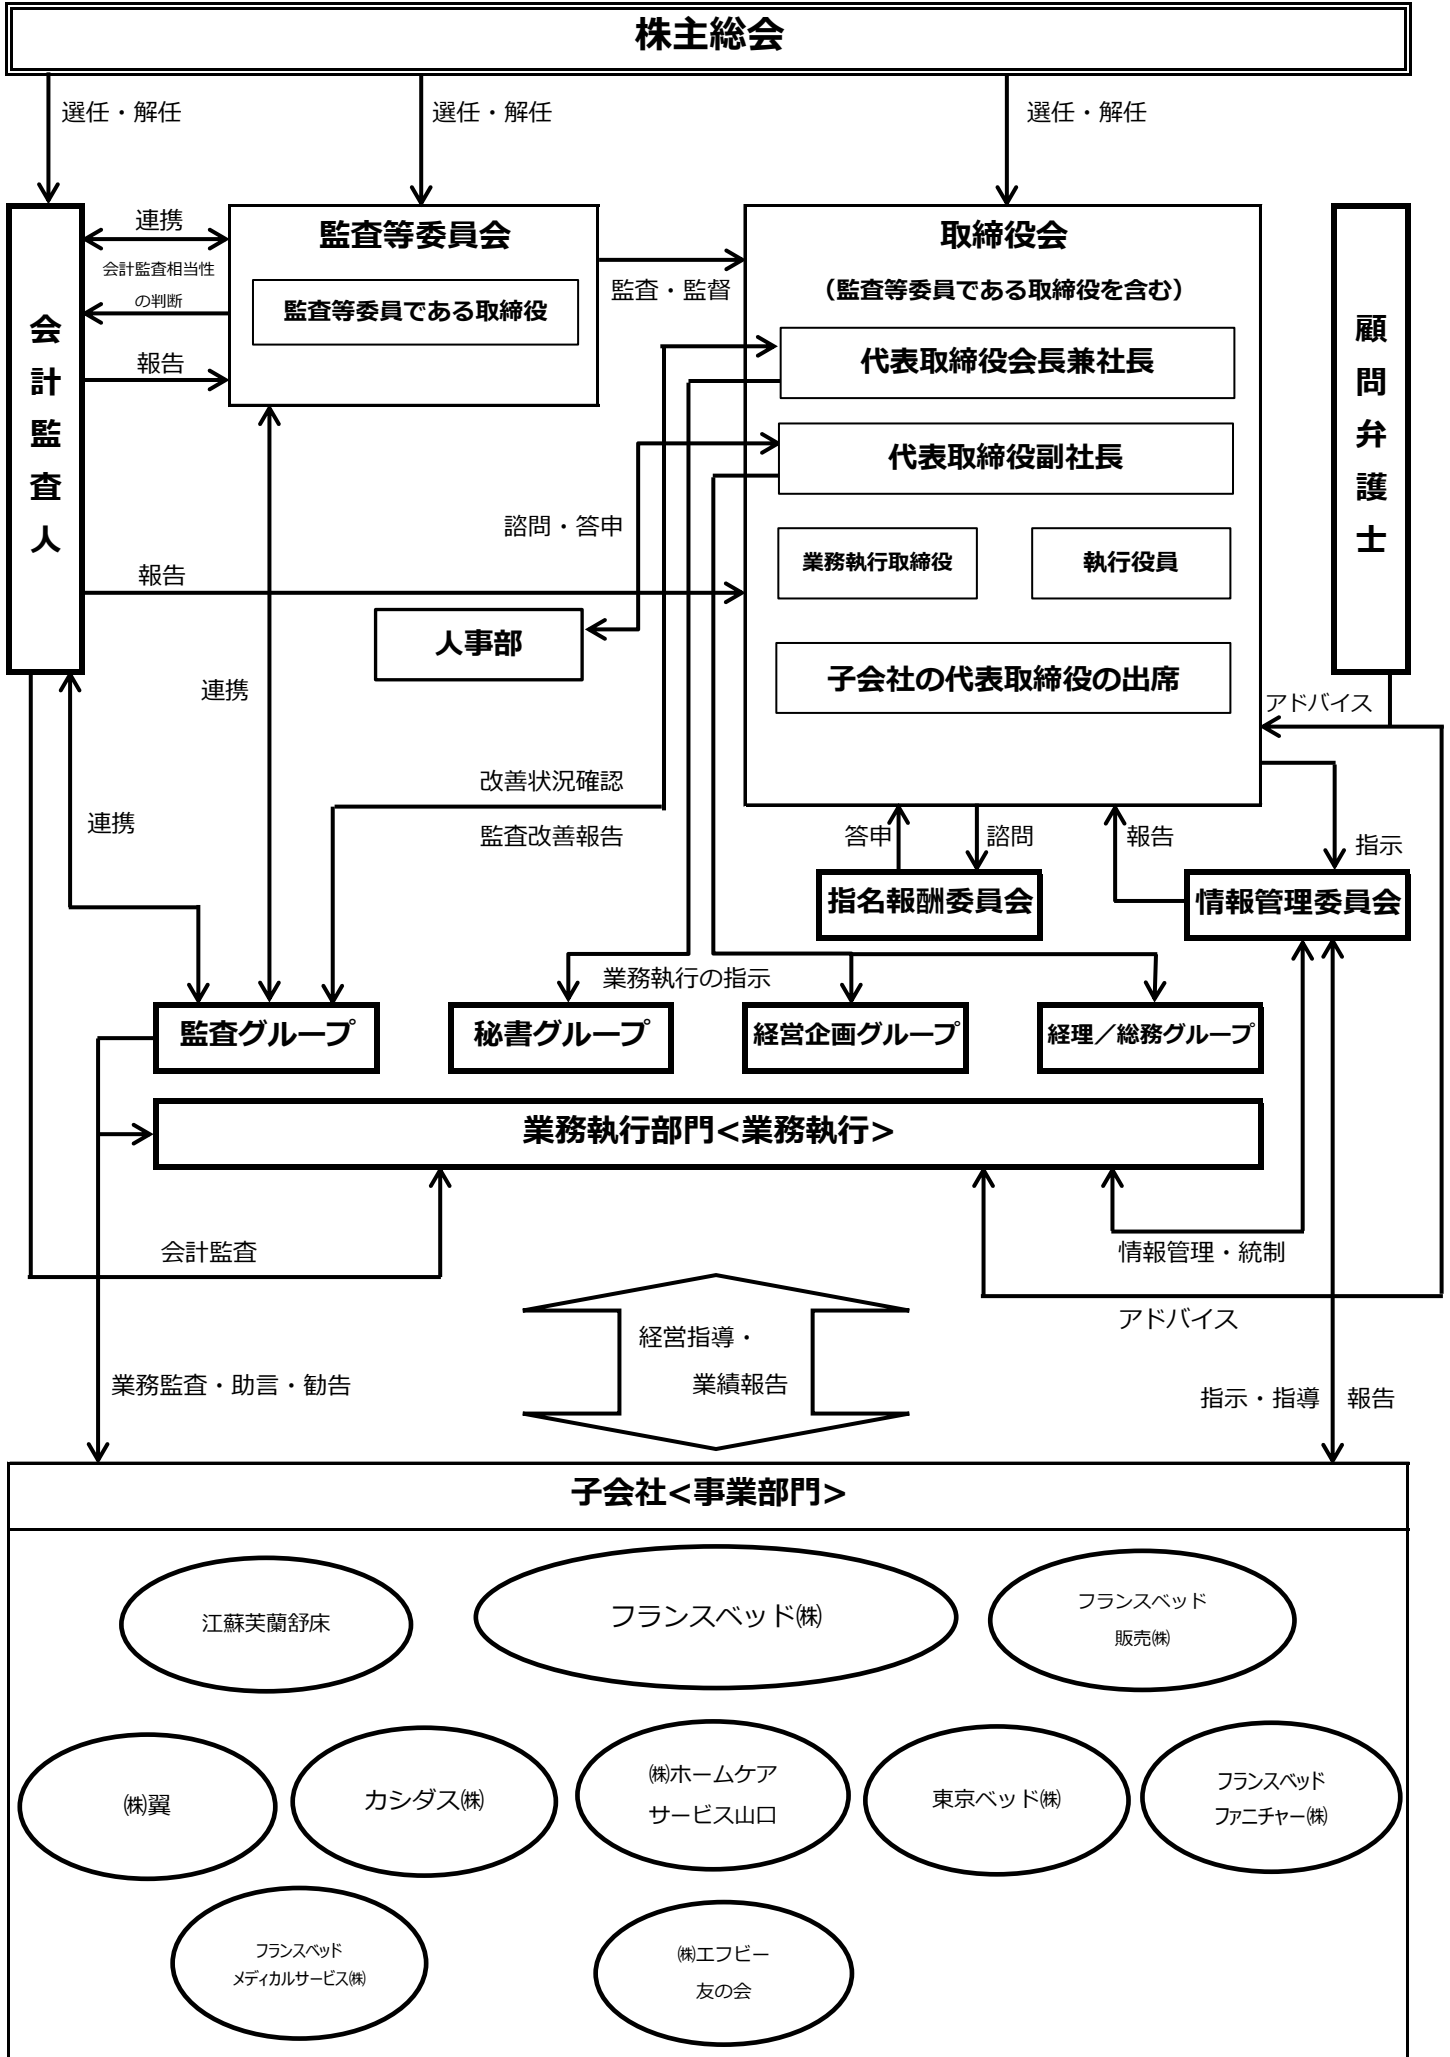 株主総会
選任・解任
選任・解任
選任・解任
会計監査人
連携
会計監査相当性
の判断
報告
監査等委員会
監査等委員である取締役
監査・監督
取締役会
（監査等委員である取締役を含む）
代表取締役会長兼社長
代表取締役副社長
業務執行取締役
執行役員
子会社の代表取締役の出席
顧問弁護士
諮問・答申
報告
人事部
連携
アドバイス
改善状況確認
監査改善報告
連携
答申
諮問
報告
指示
指名報酬委員会
情報管理委員会
業務執行の指示
監査グループ
秘書グループ
経営企画グループ
経理／総務グループ
業務執行部門<業務執行>
会計監査
情報管理・統制
アドバイス
経営指導・
業績報告
業務監査・助言・勧告
指示・指導
報告
子会社<事業部門>
江蘇芙蘭舒床
フランスベッド㈱
フランスベッド
販売㈱
㈱翼
カシダス㈱
㈱ホームケア
サービス山口
東京ベッド㈱
フランスベッド
ファニチャー㈱
フランスベッド
メディカルサービス㈱
㈱エフビー
友の会